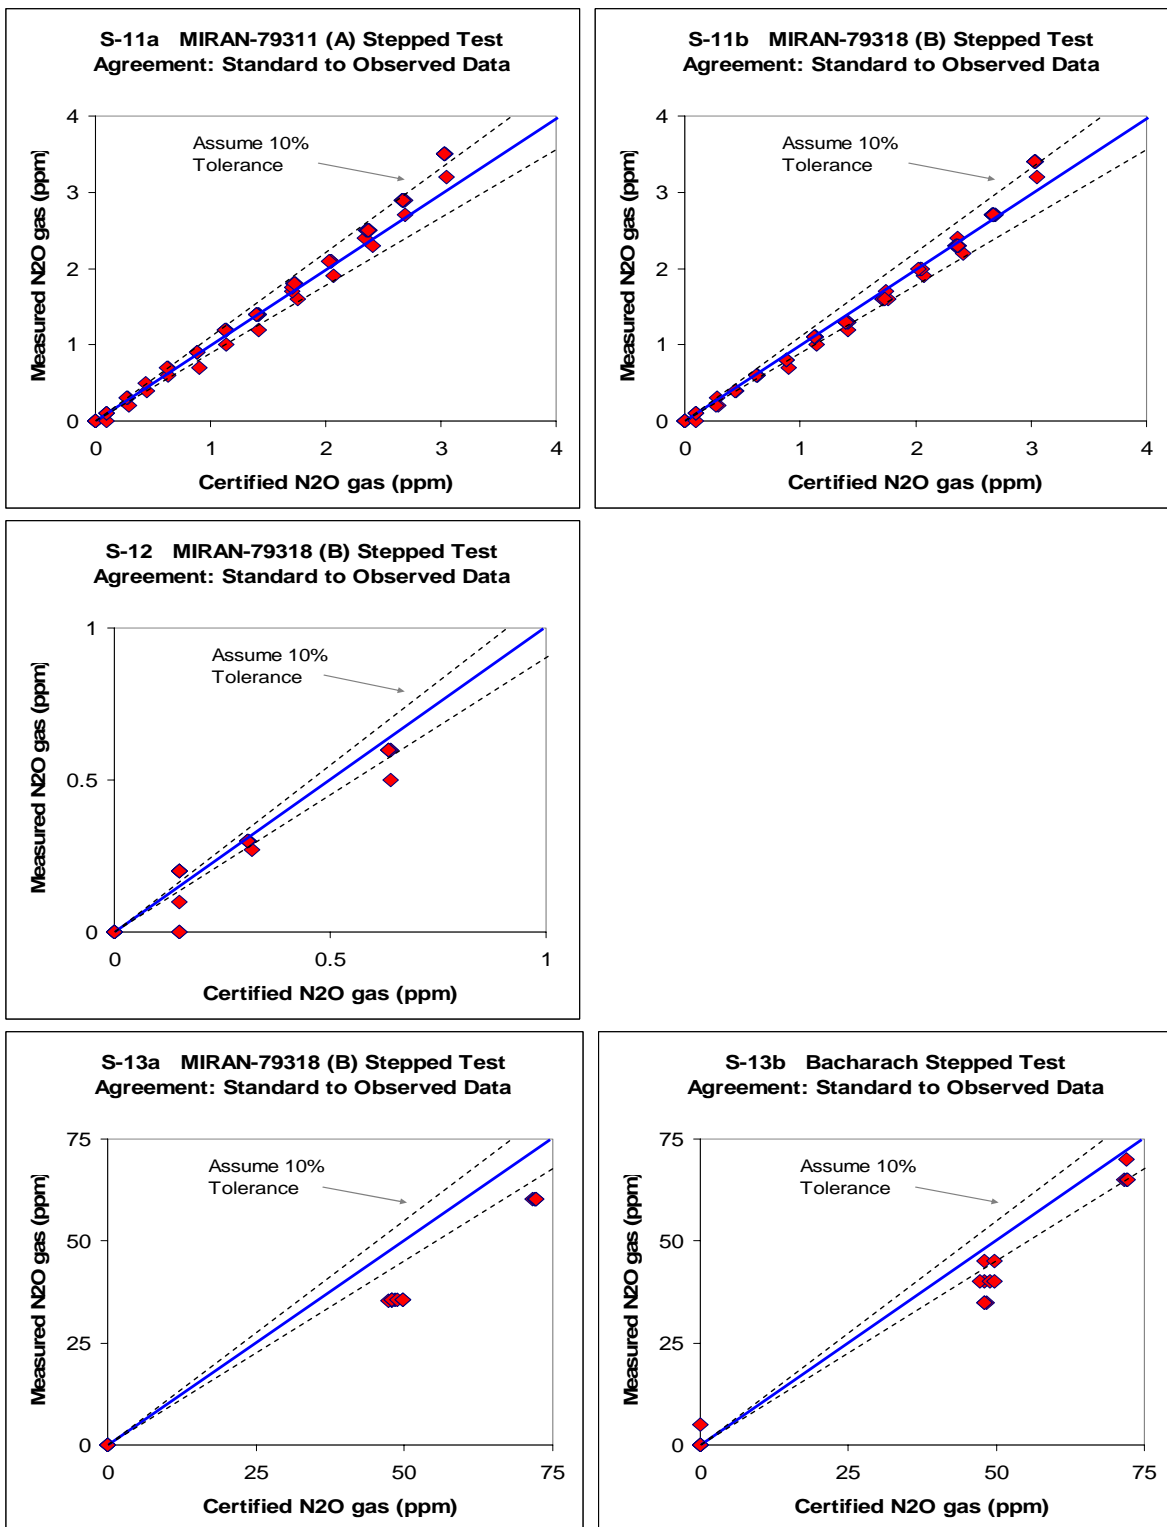 S-11a MIRAN-79311 (A) Stepped Test
Agreement: Standard to Observed Data
Assume 10%
Tolerance
Measured N2O gas (ppm)
4
3
2
1
0
0 1 2 3 4
Certified N2O gas (ppm)
S-11b MIRAN-79318 (B) Stepped Test
Agreement: Standard to Observed Data
Assume 10%
Tolerance
Measured N2O gas (ppm)
4
3
2
1
0
0 1 2 3 4
Certified N2O gas (ppm)
S-12 MIRAN-79318 (B) Stepped Test
Agreement: Standard to Observed Data
Assume 10%
Tolerance
Measured N2O gas (ppm)
1
0.5
0
0 0.5 1
Certified N2O gas (ppm)
S-13a MIRAN-79318 (B) Stepped Test
Agreement: Standard to Observed Data
Assume 10%
Tolerance
Measured N2O gas (ppm)
75
50
25
0
0 25 50 75
Certified N2O gas (ppm)
S-13b Bacharach Stepped Test
Agreement: Standard to Observed Data
Assume 10%
Tolerance
Measured N2O gas (ppm)
75
50
25
0
0 25 50 75
Certified N2O gas (ppm)